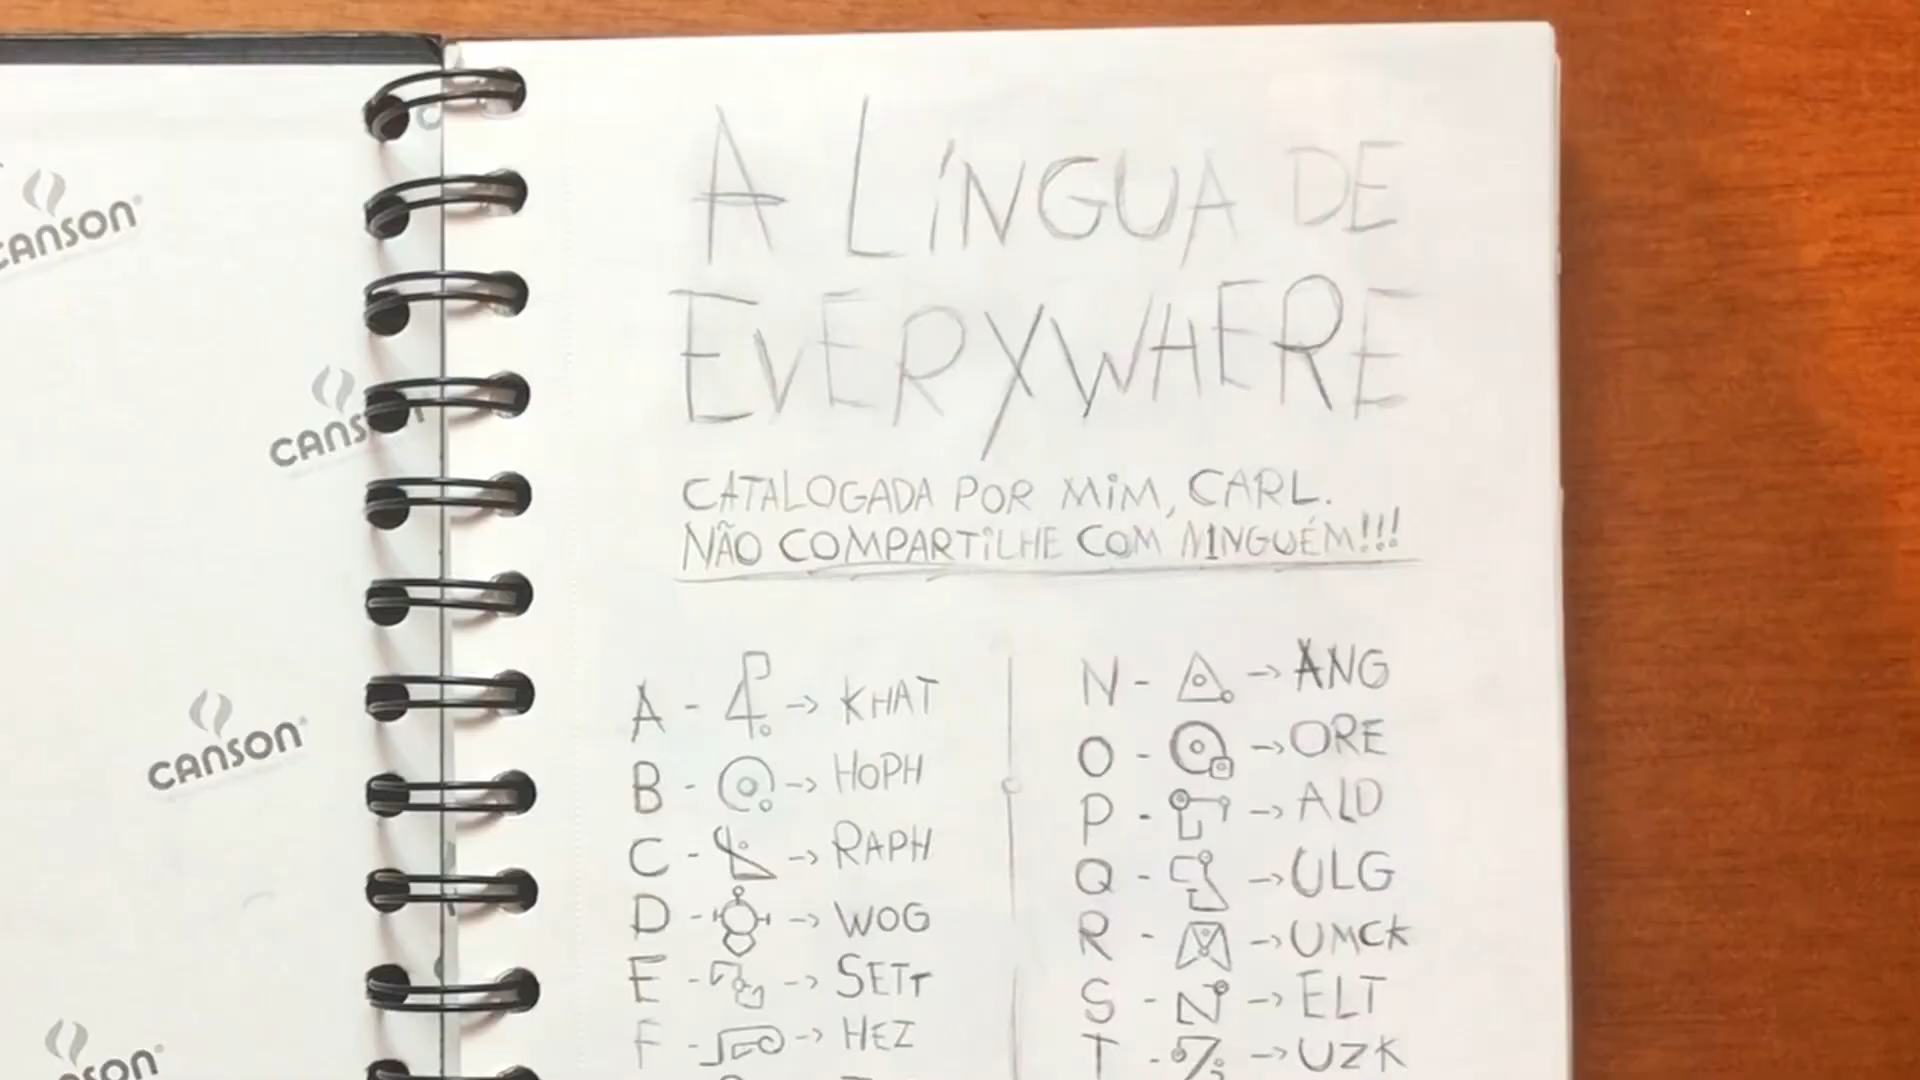 A LÍNGUA DE
EVERYWHERE
CATALOGADA POR MIM, CARL.
NÃO COMPARTILHE COM NINGUÉM!!!
A - -> KHAT
B - -> HOPH
C - -> RAPH
D - -> WOG
E - -> SETT
F - -> HEZ
N - -> ANG
O - -> ORE
P - -> ALD
Q - -> ULG
R - -> UMCK
S - -> ELT
T - -> UZK
CANSON®
CANSON
CANSON®